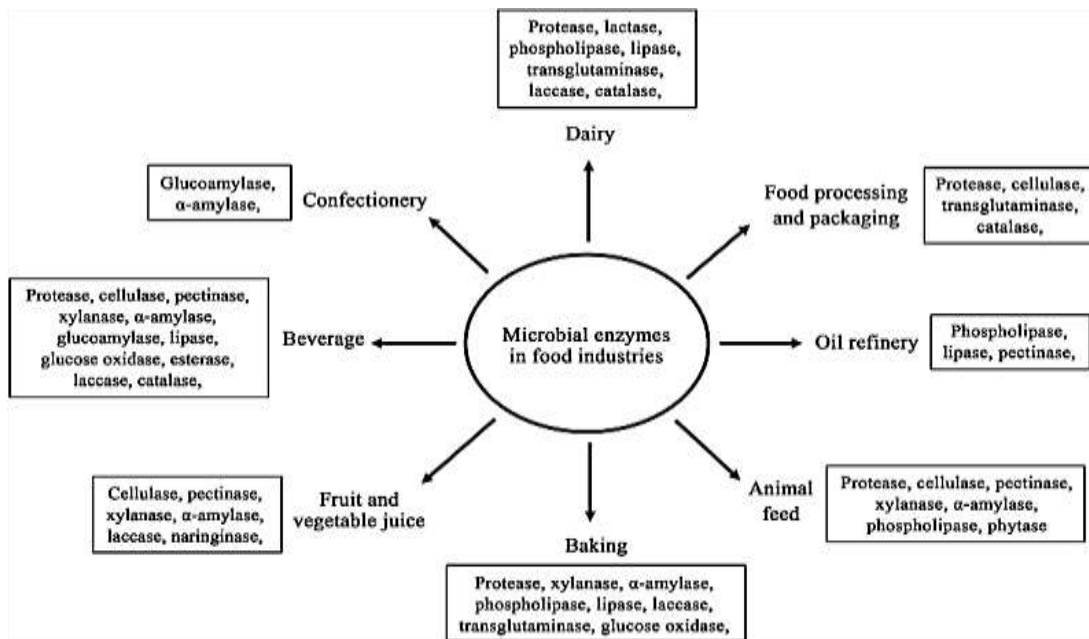 Protease, lactase,
phospholipase, lipase,
transglutaminase,
laccase, catalase,
Dairy
Glucoamylase,
α-amylase,
Confectionery
Food processing
and packaging
Protease, cellulase,
transglutaminase,
catalase,
Protease, cellulase, pectinase,
xylanase, α-amylase,
glucoamylase, lipase,
glucose oxidase, esterase,
laccase, catalase,
Beverage
Microbial enzymes
in food industries
Oil refinery
Phospholipase,
lipase, pectinase,
Cellulase, pectinase,
xylanase, α-amylase,
laccase, naringinase,
Fruit and
vegetable juice
Animal
feed
Protease, cellulase, pectinase,
xylanase, α-amylase,
phospholipase, phytase
Baking
Protease, xylanase, α-amylase,
phospholipase, lipase, laccase,
transglutaminase, glucose oxidase,